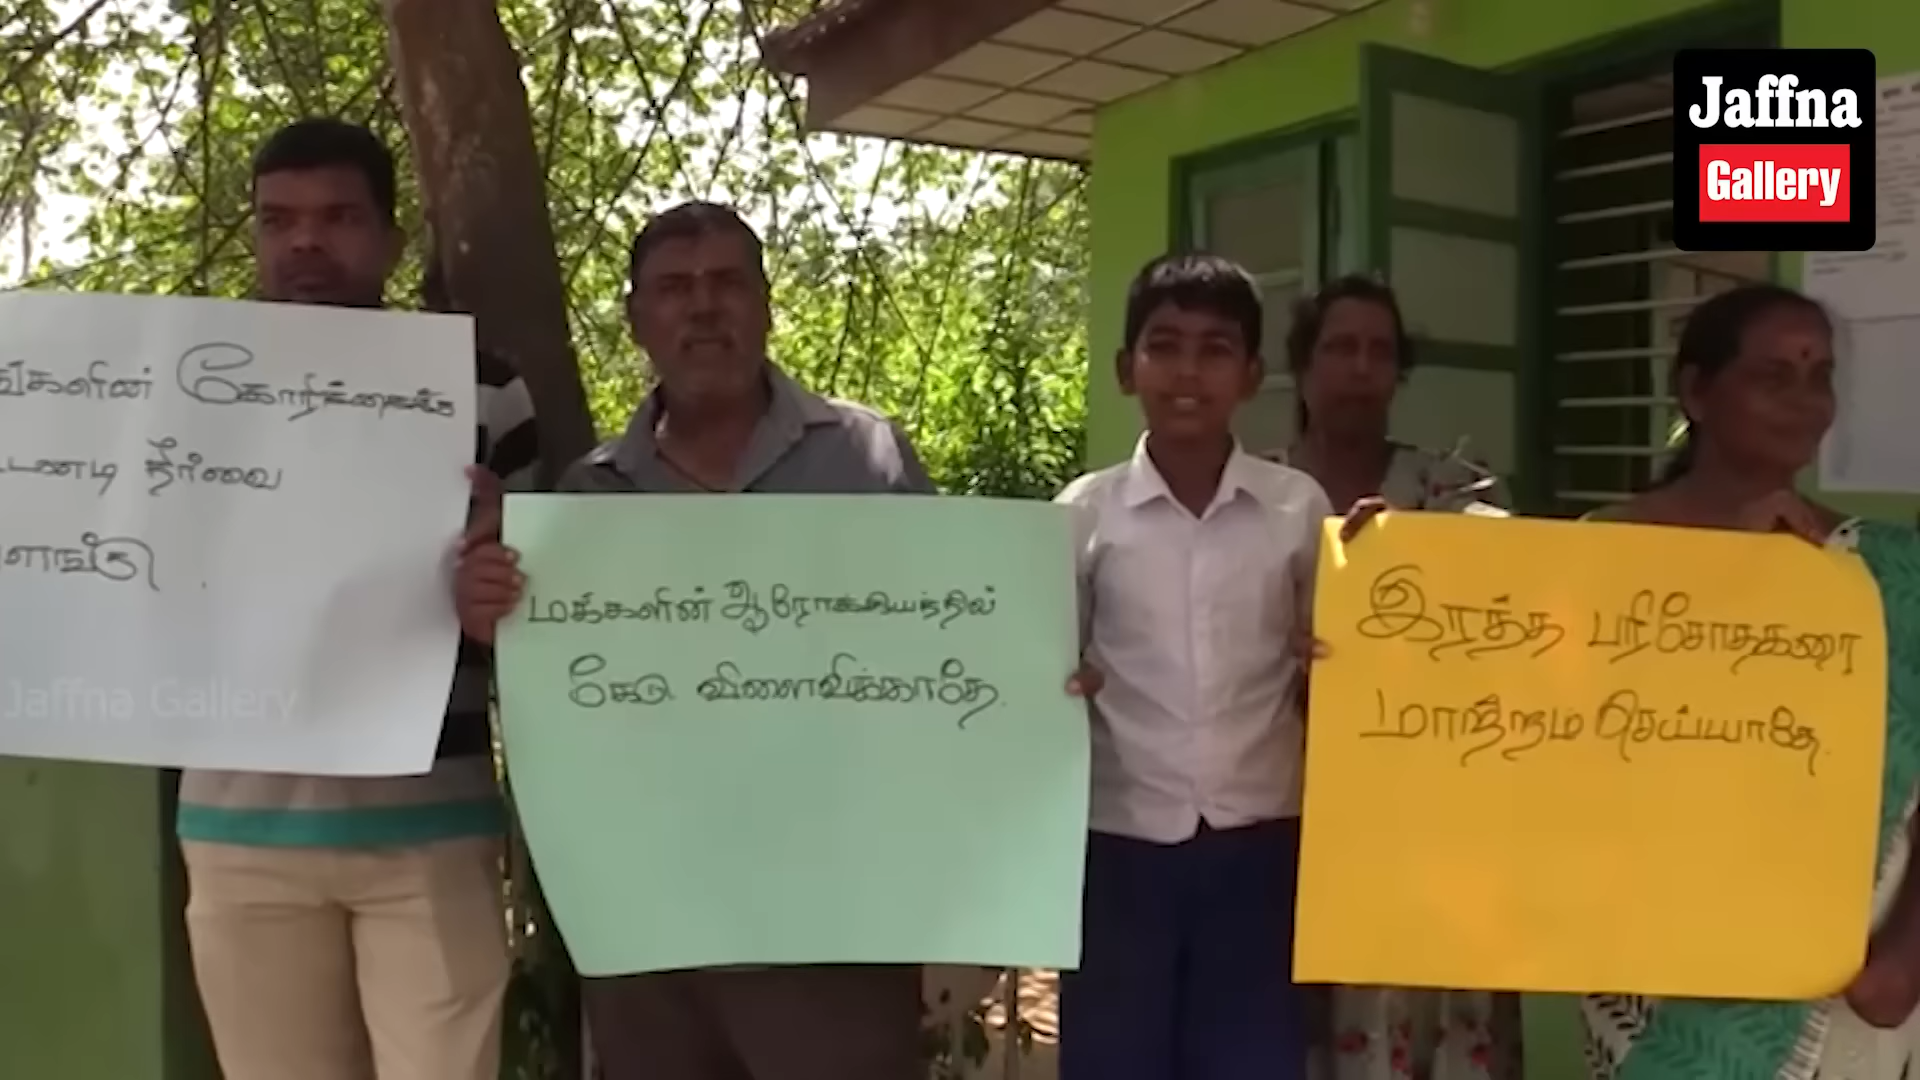 Jaffna
Gallery
கோரிக்கைக்கு
தீர்வை
மக்களின் ஆரோக்கியத்தில்
கேடு விளைவிக்காதே.
இரத்த பரிசோதகரை
மாற்றம் செய்யாதே.
Jaffna Gallery